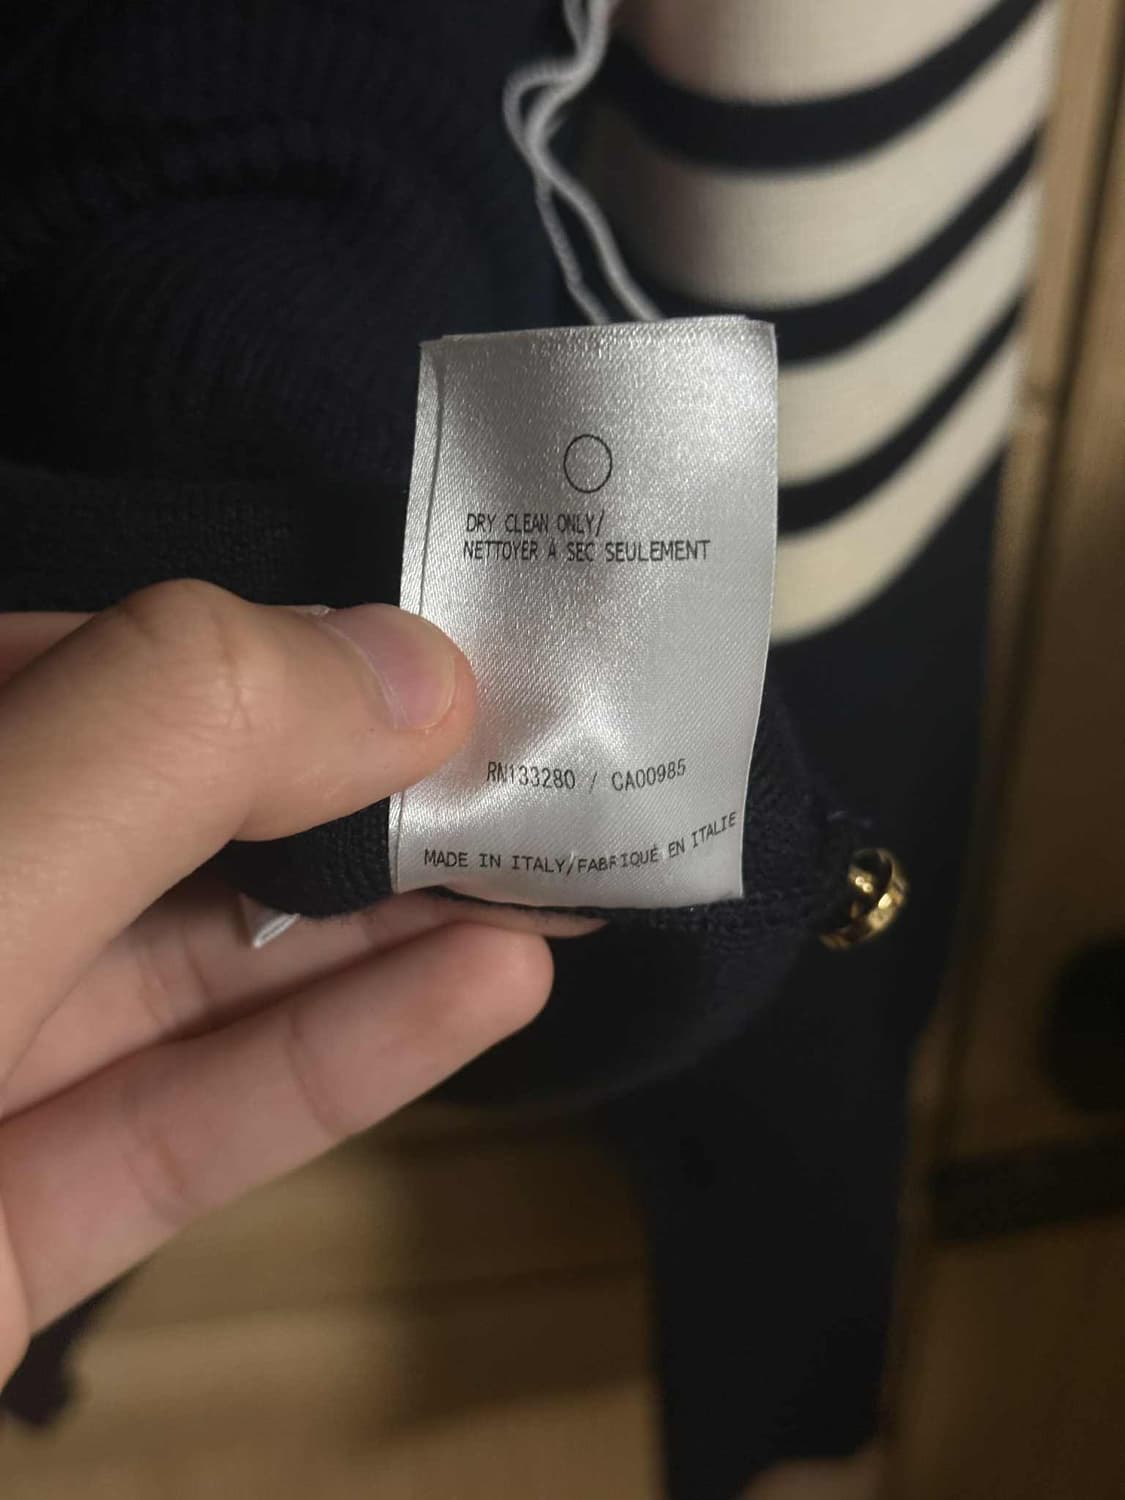 DRY CLEAN ONLY/
NETTOYER À SEC SEULEMENT
RN133280 / CA00985
MADE IN ITALY/FABRIQUÉ EN ITALIE